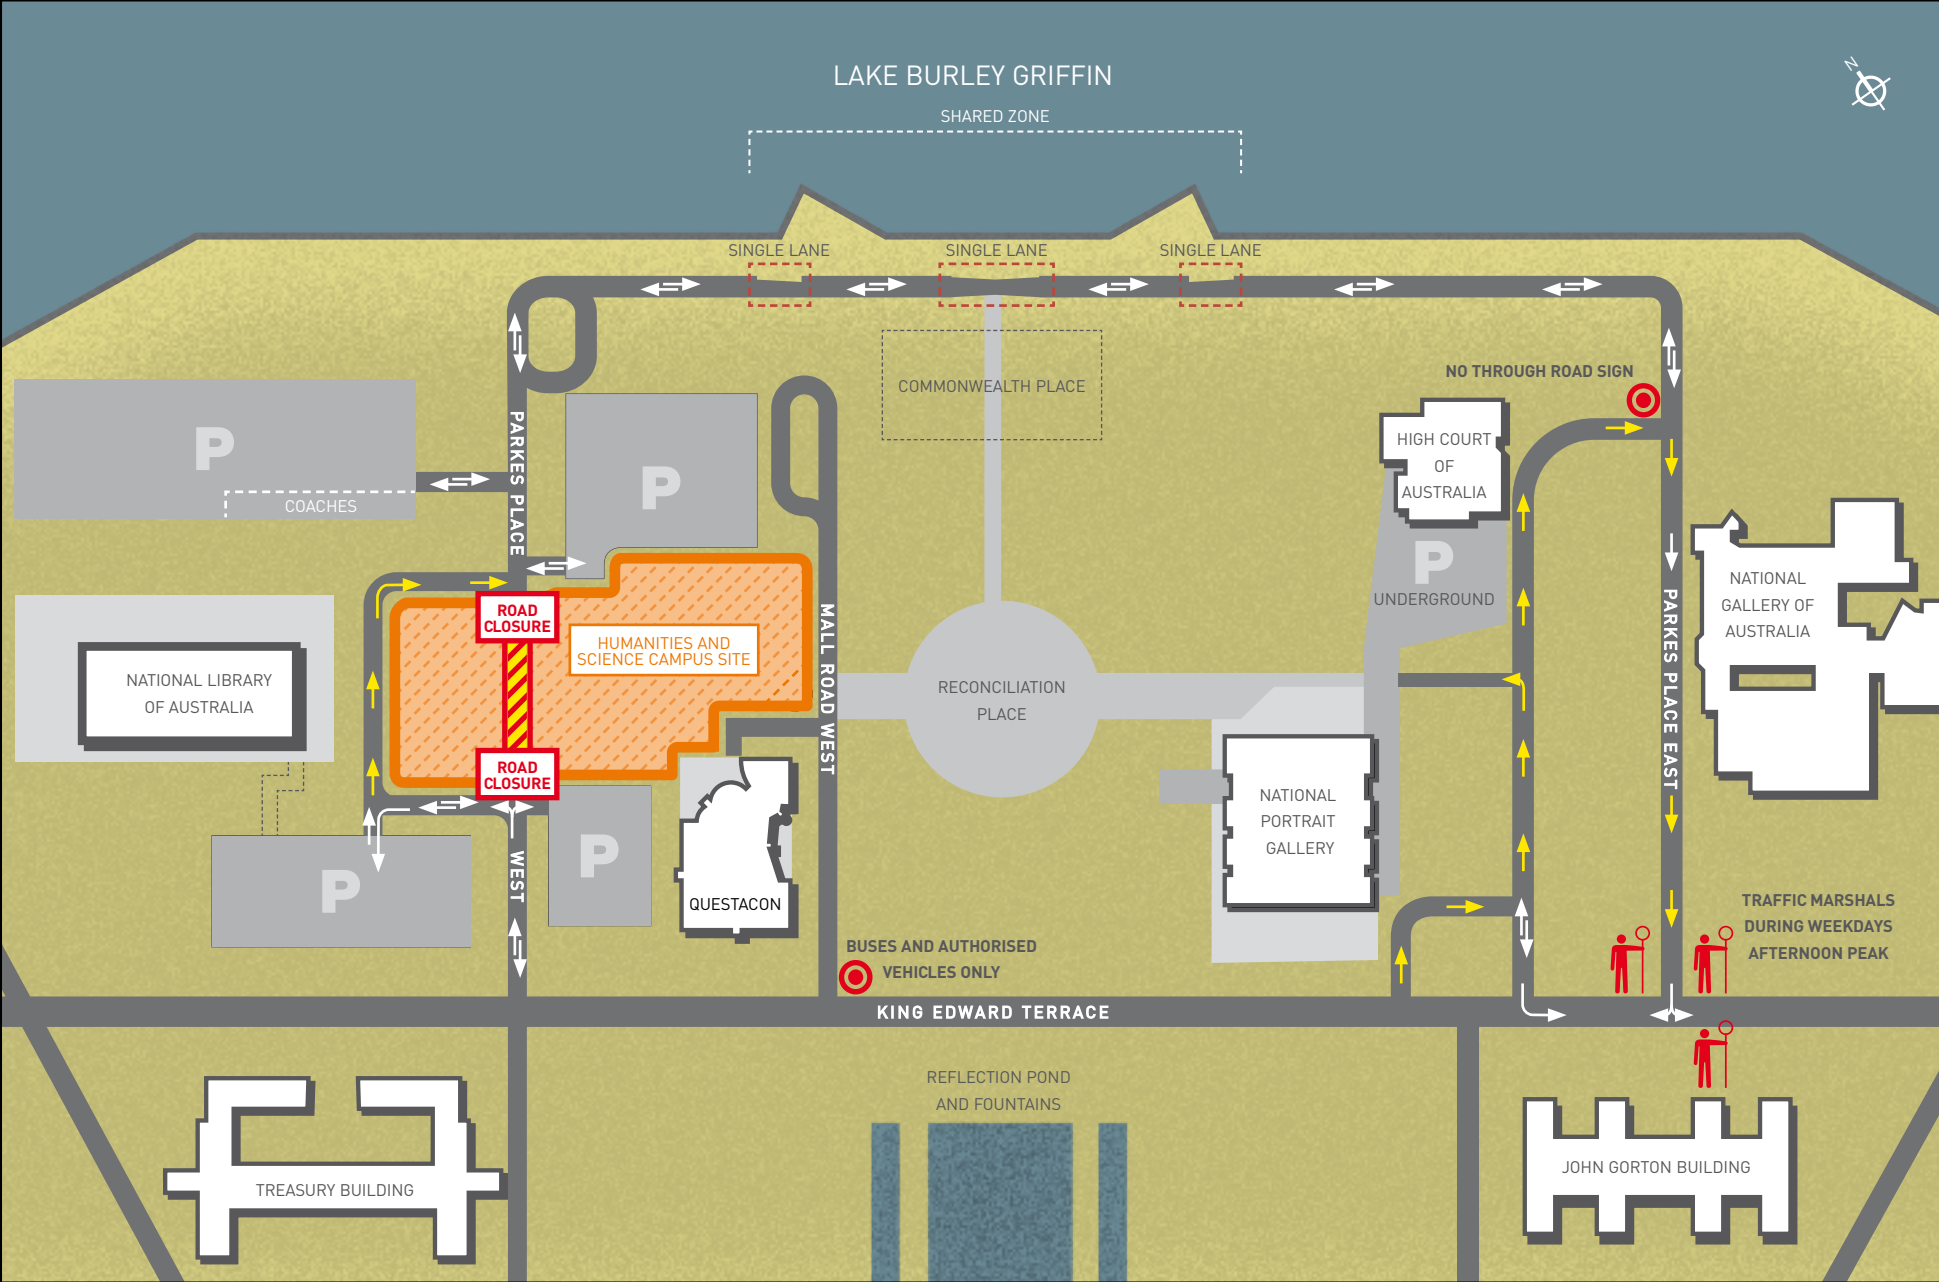 LAKE BURLEY GRIFFIN
SHARED ZONE
N
SINGLE LANE
SINGLE LANE
SINGLE LANE
COMMONWEALTH PLACE
NO THROUGH ROAD SIGN
P
COACHES
PARKES PLACE
P
HIGH COURT
OF
AUSTRALIA
P
UNDERGROUND
NATIONAL
GALLERY OF
AUSTRALIA
PARKES PLACE EAST
ROAD
CLOSURE
HUMANITIES AND
SCIENCE CAMPUS SITE
MALL ROAD WEST
NATIONAL LIBRARY
OF AUSTRALIA
RECONCILIATION
PLACE
ROAD
CLOSURE
NATIONAL
PORTRAIT
GALLERY
P
P
WEST
QUESTACON
BUSES AND AUTHORISED
VEHICLES ONLY
TRAFFIC MARSHALS
DURING WEEKDAYS
AFTERNOON PEAK
KING EDWARD TERRACE
REFLECTION POND
AND FOUNTAINS
TREASURY BUILDING
JOHN GORTON BUILDING